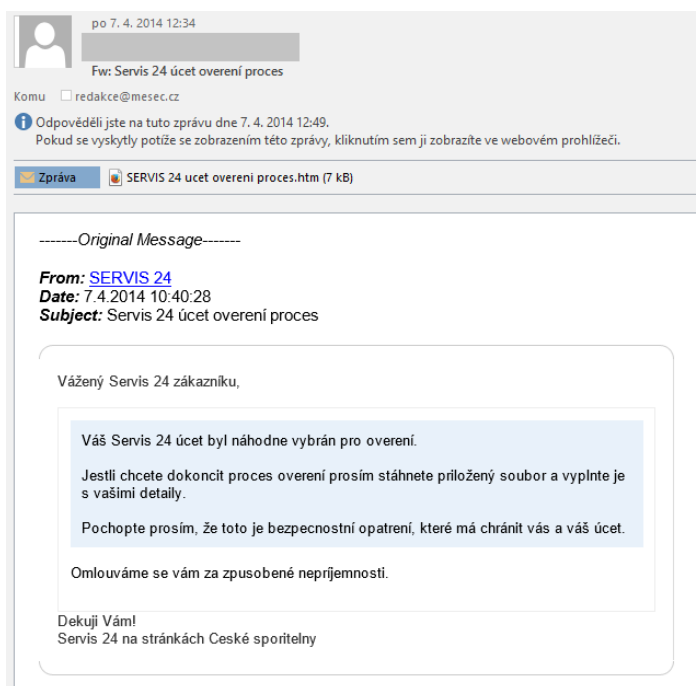 po 7. 4. 2014 12:34
Fw: Servis 24 úcet overení proces
Komu redakce@mesec.cz
Odpověděli jste na tuto zprávu dne 7. 4. 2014 12:49.
Pokud se vyskytly potíže se zobrazením této zprávy, kliknutím sem ji zobrazíte ve webovém prohlížeči.
Zpráva SERVIS 24 ucet overeni proces.htm (7 kB)
-------Original Message-------
From: SERVIS 24
Date: 7.4.2014 10:40:28
Subject: Servis 24 úcet overení proces
Vážený Servis 24 zákazníku,
Váš Servis 24 úcet byl náhodne vybrán pro overení.
Jestli chcete dokoncit proces overení prosím stáhnete priložený soubor a vyplnte je
s vašimi detaily.
Pochopte prosím, že toto je bezpecnostní opatrení, které má chránit vás a váš úcet.
Omlouváme se vám za zpusobené nepríjemnosti.
Dekuji Vám!
Servis 24 na stránkách Ceské sporitelny